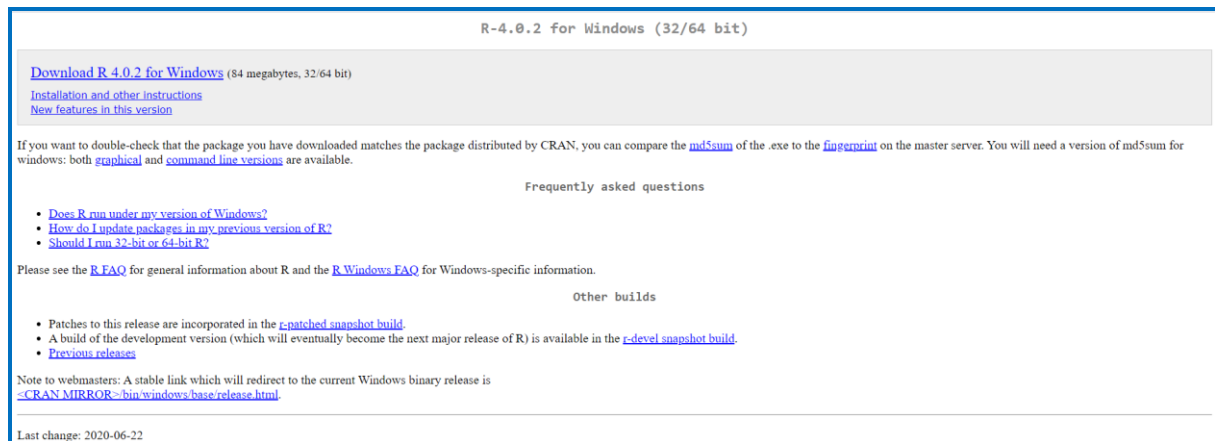 R-4.0.2 for Windows (32/64 bit)
Download R 4.0.2 for Windows (84 megabytes, 32/64 bit)
Installation and other instructions
New features in this version
If you want to double-check that the package you have downloaded matches the package distributed by CRAN, you can compare the md5sum of the .exe to the fingerprint on the master server. You will need a version of md5sum for
windows: both graphical and command line versions are available.
Frequently asked questions
• Does R run under my version of Windows?
• How do I update packages in my previous version of R?
• Should I run 32-bit or 64-bit R?
Please see the R FAQ for general information about R and the R Windows FAQ for Windows-specific information.
Other builds
• Patches to this release are incorporated in the r-patched snapshot build.
• A build of the development version (which will eventually become the next major release of R) is available in the r-devel snapshot build.
• Previous releases
Note to webmasters: A stable link which will redirect to the current Windows binary release is
<CRAN MIRROR>/bin/windows/base/release.html.
Last change: 2020-06-22